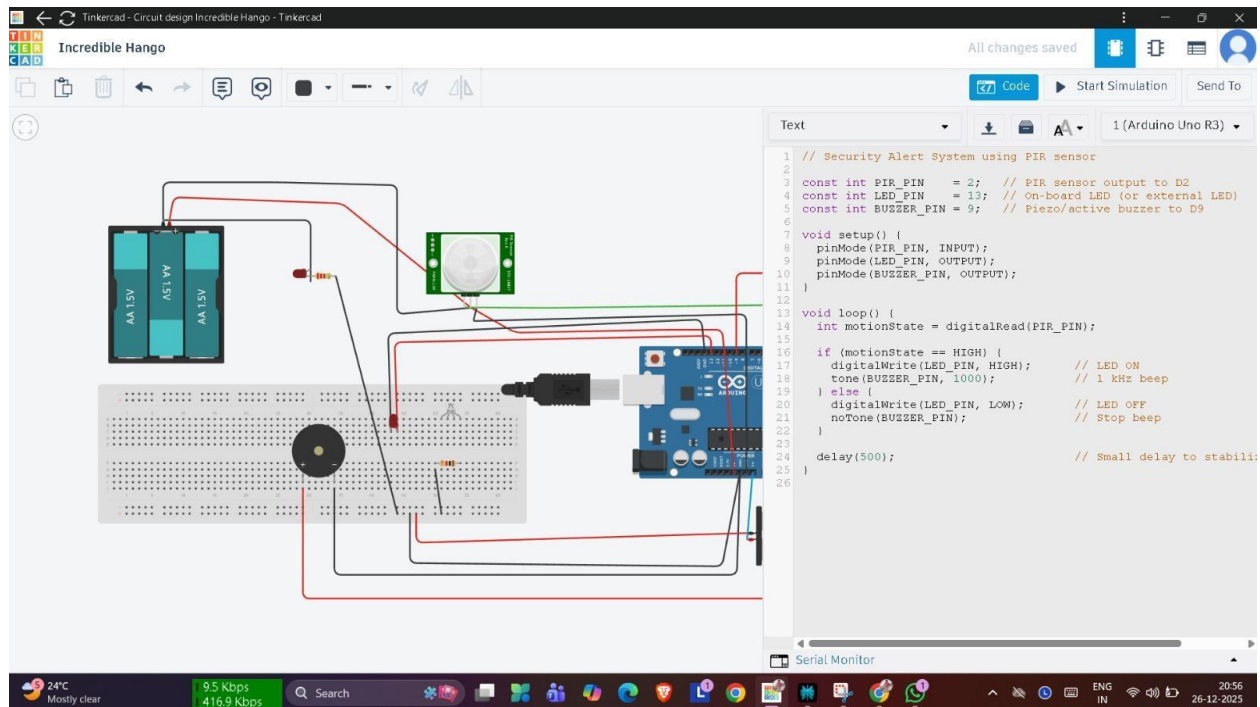 Tinkercad - Circuit design Incredible Hango - Tinkercad
TIN
KER
CAD
Incredible Hango
All changes saved
Code
Start Simulation
Send To
Text
1 (Arduino Uno R3)
1 // Security Alert System using PIR sensor
2
3 const int PIR_PIN    = 2;  // PIR sensor output to D2
4 const int LED_PIN    = 13; // On-board LED (or external LED)
5 const int BUZZER_PIN = 9;  // Piezo/active buzzer to D9
6
7 void setup() {
8   pinMode(PIR_PIN, INPUT);
9   pinMode(LED_PIN, OUTPUT);
10   pinMode(BUZZER_PIN, OUTPUT);
11 }
12
13 void loop() {
14   int motionState = digitalRead(PIR_PIN);
15
16   if (motionState == HIGH) {
17     digitalWrite(LED_PIN, HIGH);      // LED ON
18     tone(BUZZER_PIN, 1000);           // 1 kHz beep
19   } else {
20     digitalWrite(LED_PIN, LOW);       // LED OFF
21     noTone(BUZZER_PIN);               // Stop beep
22   }
23
24   delay(500);                         // Small delay to stabili
25 }
26
AA 1.5V
AA 1.5V
AA 1.5V
ARDUINO
Serial Monitor
5
24°C
Mostly clear
9.5 Kbps
416.9 Kbps
Search
1
1
ENG
IN
20:56
26-12-2025